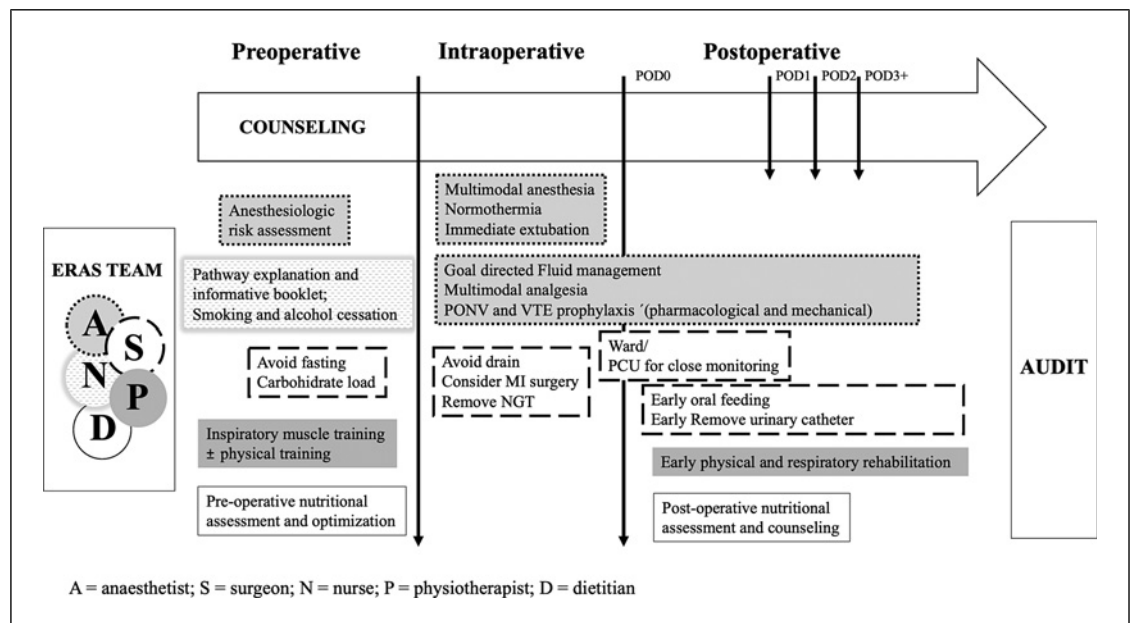 Preoperative
Intraoperative
Postoperative
POD0
POD1
POD2
POD3+
COUNSELING
Anesthesiologic
risk assessment
Multimodal anesthesia
Normothermia
Immediate extubation
ERAS TEAM
A
S
N
P
D
Pathway explanation and
informative booklet;
Smoking and alcohol cessation
Goal directed Fluid management
Multimodal analgesia
PONV and VTE prophylaxis ´(pharmacological and mechanical)
Avoid fasting
Carbohidrate load
Avoid drain
Consider MI surgery
Remove NGT
Ward/
PCU for close monitoring
Early oral feeding
Early Remove urinary catheter
Inspiratory muscle training
± physical training
Early physical and respiratory rehabilitation
Pre-operative nutritional
assessment and optimization
Post-operative nutritional
assessment and counseling
AUDIT
A = anaesthetist; S = surgeon; N = nurse; P = physiotherapist; D = dietitian